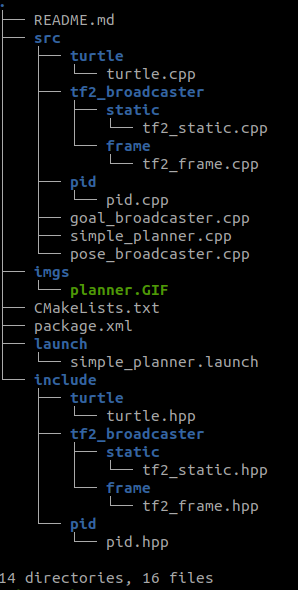 .
├── README.md
├── src
│   ├── turtle
│   │   └── turtle.cpp
│   ├── tf2_broadcaster
│   │   ├── static
│   │   │   └── tf2_static.cpp
│   │   └── frame
│   │       └── tf2_frame.cpp
│   ├── pid
│   │   └── pid.cpp
│   ├── goal_broadcaster.cpp
│   ├── simple_planner.cpp
│   └── pose_broadcaster.cpp
├── imgs
│   └── planner.GIF
├── CMakeLists.txt
├── package.xml
├── launch
│   └── simple_planner.launch
└── include
    ├── turtle
    │   └── turtle.hpp
    ├── tf2_broadcaster
    │   ├── static
    │   │   └── tf2_static.hpp
    │   └── frame
    │       └── tf2_frame.hpp
    └── pid
        └── pid.hpp
14 directories, 16 files